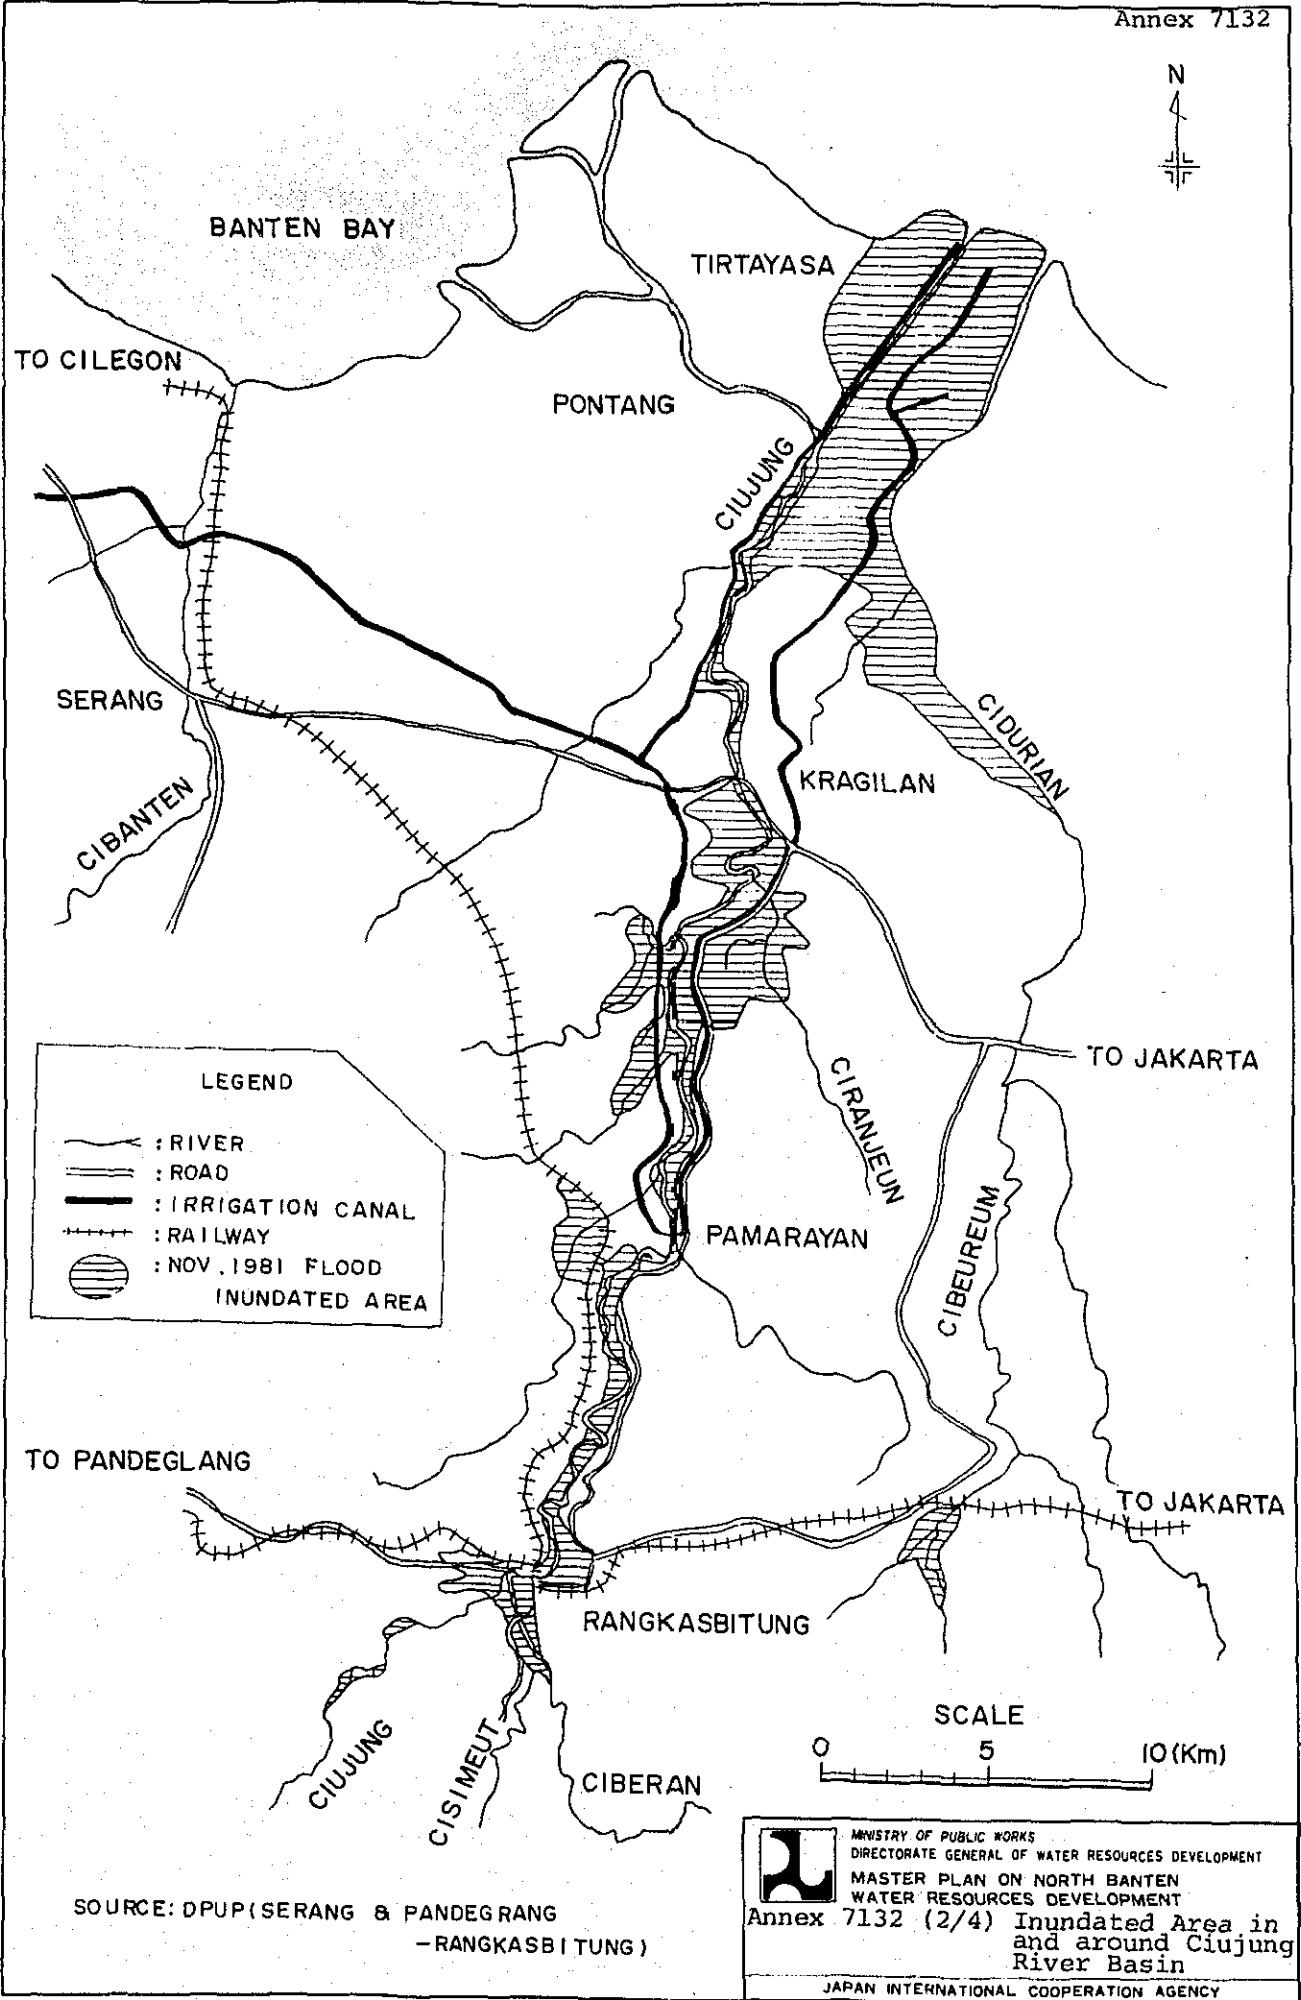 Annex 7132
N
BANTEN BAY
TIRTAYASA
TO CILEGON
PONTANG
CIUJUNG
SERANG
CIDURIAN
KRAGILAN
CIBANTEN
TO JAKARTA
LEGEND
: RIVER
: ROAD
: IRRIGATION CANAL
: RAILWAY
: NOV. 1981 FLOOD
INUNDATED AREA
CIRANJEUN
CIBEUREUM
PAMARAYAN
TO PANDEGLANG
TO JAKARTA
RANGKASBITUNG
CIUJUNG
CISIMEUT
CIBERAN
SCALE
0 5 10 (Km)
SOURCE: DPUP (SERANG & PANDEGRANG
-RANGKASBITUNG)
MINISTRY OF PUBLIC WORKS
DIRECTORATE GENERAL OF WATER RESOURCES DEVELOPMENT
MASTER PLAN ON NORTH BANTEN
WATER RESOURCES DEVELOPMENT
Annex 7132 (2/4) Inundated Area in
and around Ciujung
River Basin
JAPAN INTERNATIONAL COOPERATION AGENCY